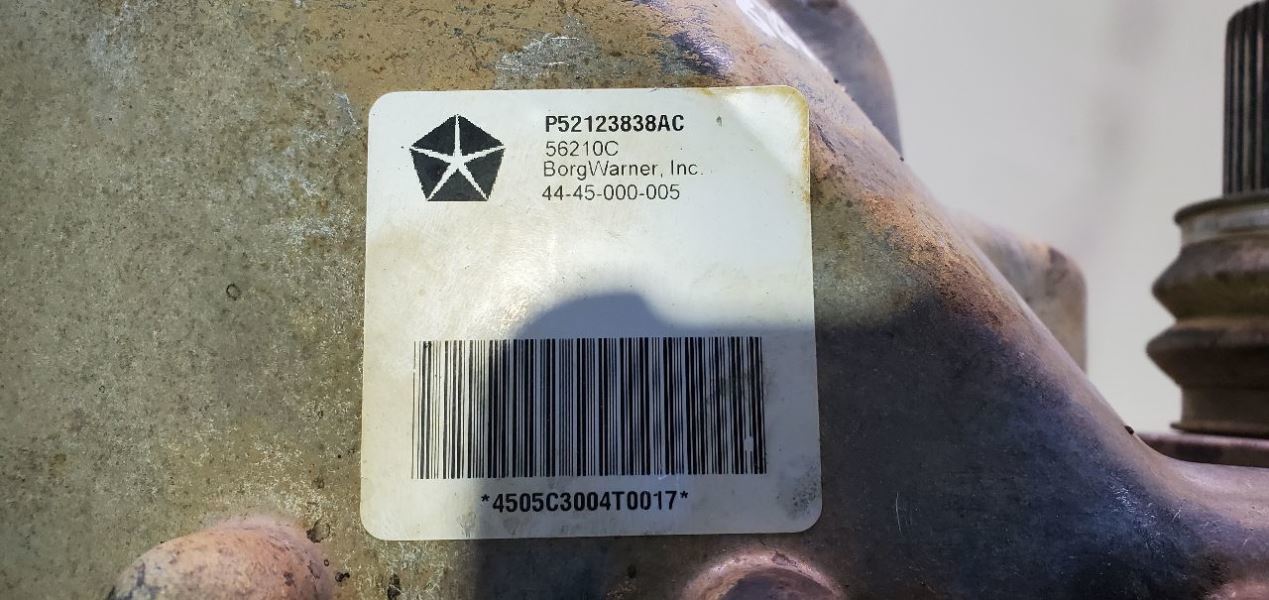 P52123838AC
56210C
BorgWarner, Inc.
44-45-000-005
*4505C3004T0017*